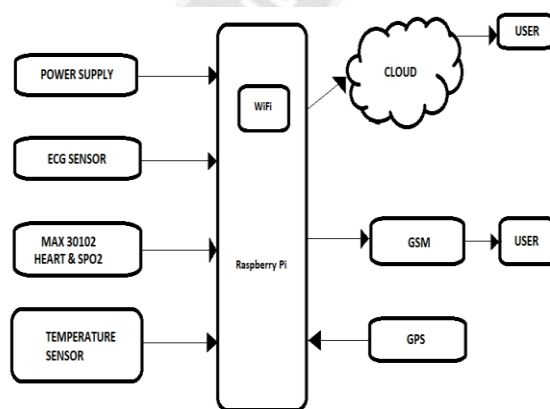 POWER SUPPLY
ECG SENSOR
MAX 30102
HEART & SPO2
TEMPERATURE
SENSOR
WiFi
Raspberry Pi
CLOUD
USER
GSM
USER
GPS